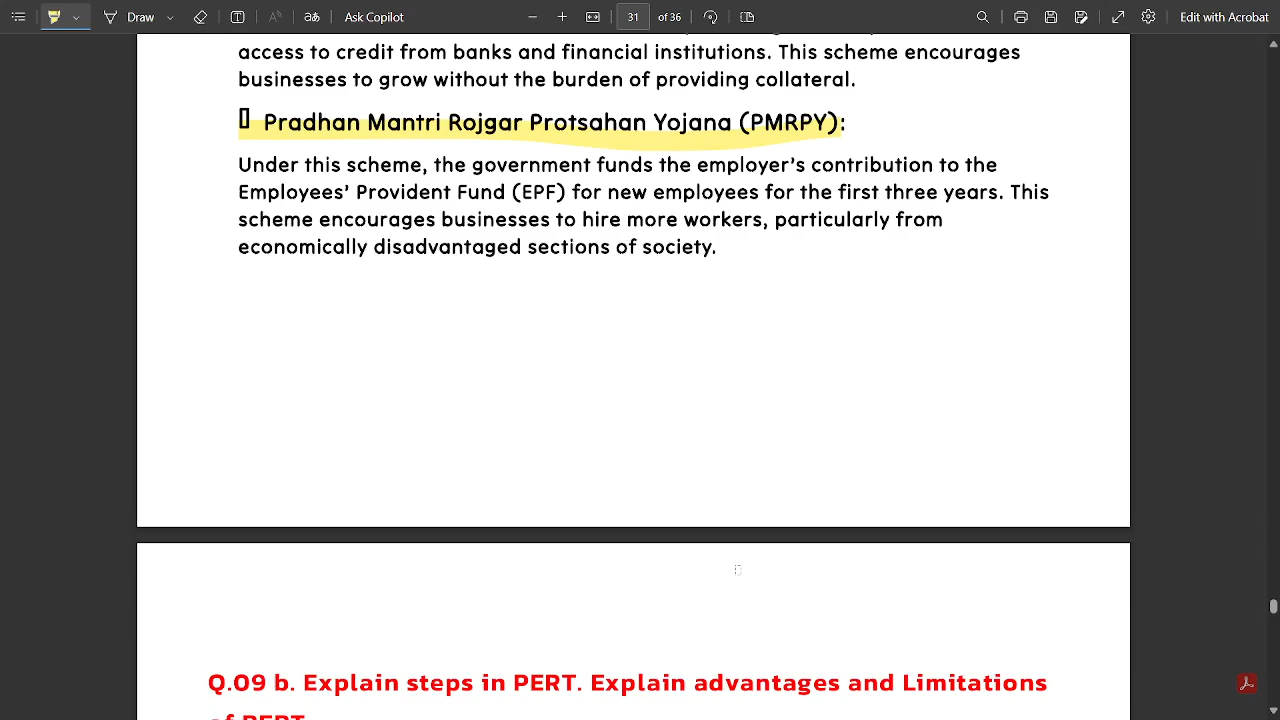 Draw
Ask Copilot
31 of 36
Edit with Acrobat
access to credit from banks and financial institutions. This scheme encourages
businesses to grow without the burden of providing collateral.
Pradhan Mantri Rojgar Protsahan Yojana (PMRPY):
Under this scheme, the government funds the employer’s contribution to the
Employees’ Provident Fund (EPF) for new employees for the first three years. This
scheme encourages businesses to hire more workers, particularly from
economically disadvantaged sections of society.
Q.09 b. Explain steps in PERT. Explain advantages and Limitations
of PERT